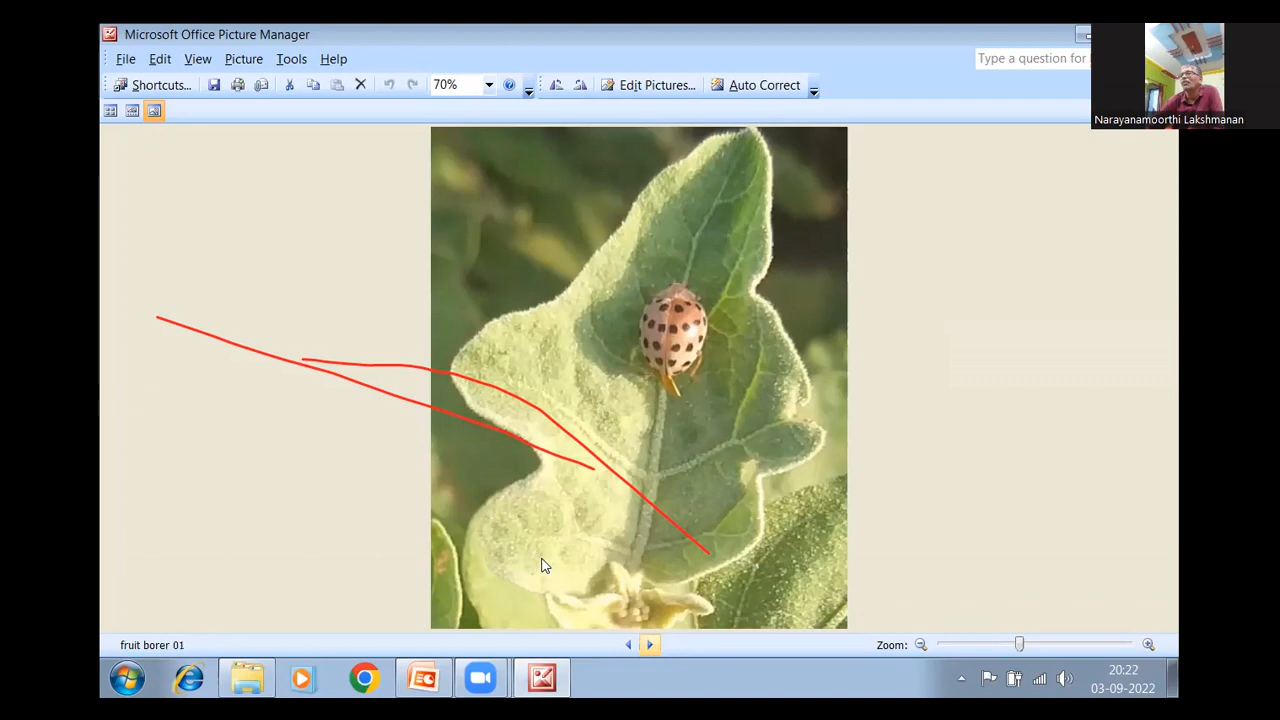 Microsoft Office Picture Manager
File Edit View Picture Tools Help
Type a question for
Shortcuts... 70% Edit Pictures... Auto Correct
Narayanamoorthi Lakshmanan
fruit borer 01
Zoom:
20:22
03-09-2022